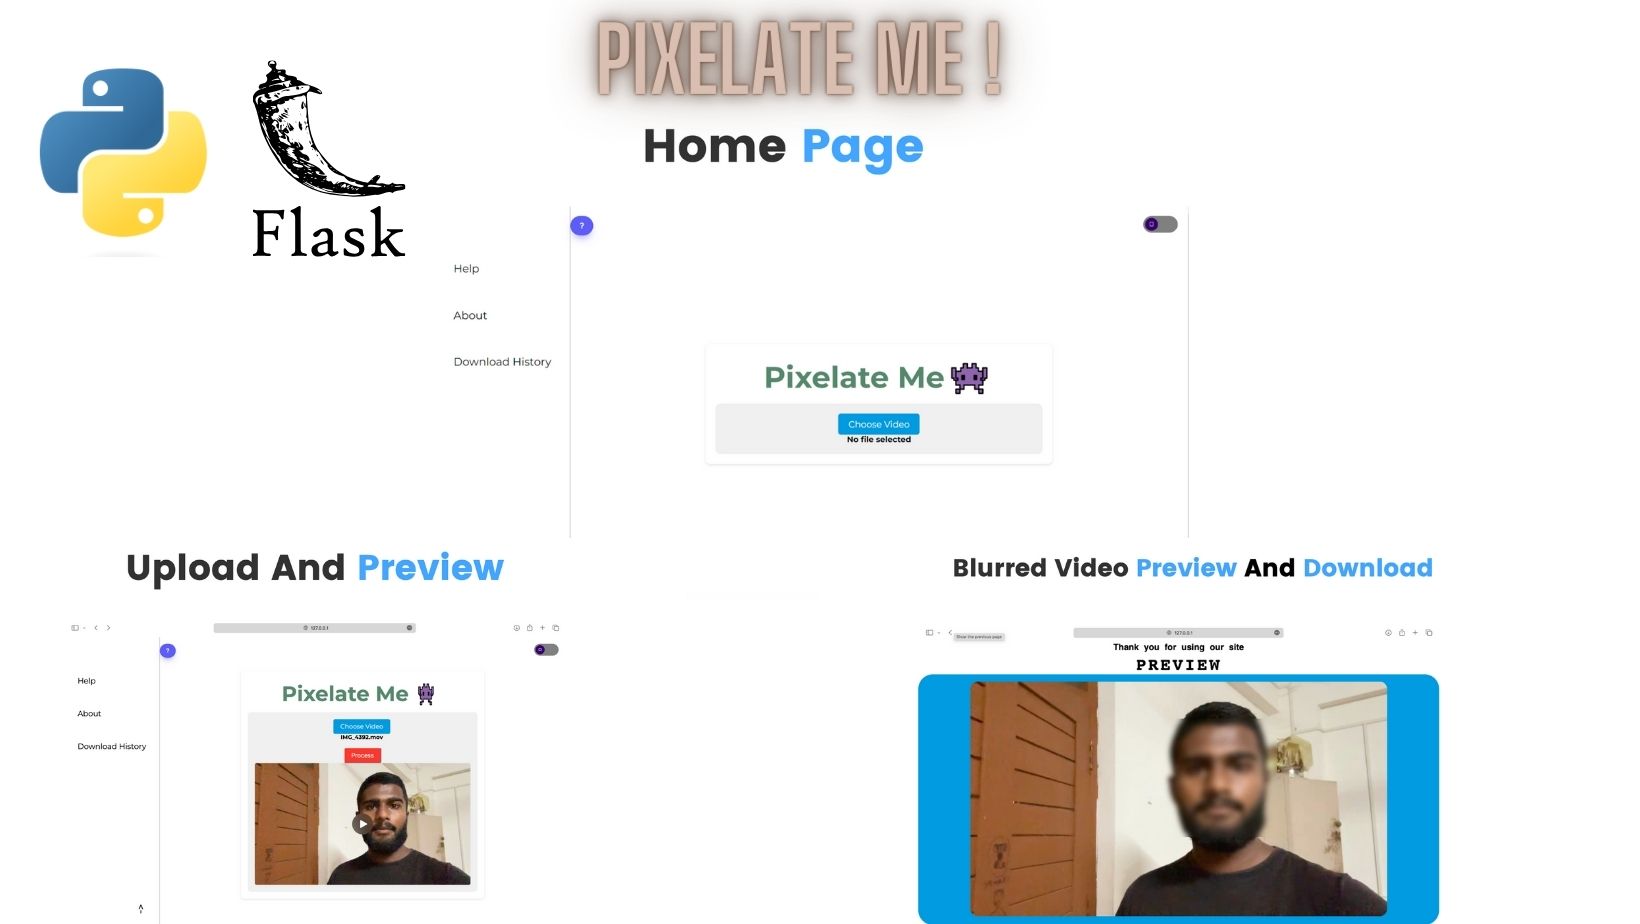 PIXELATE ME !
Home Page
Flask
?
Help
About
Download History
Pixelate Me
Choose Video
No file selected
Upload And Preview
127.0.0.1
?
Help
About
Download History
Pixelate Me
Choose Video
IMG_4392.mov
Process
Blurred Video Preview And Download
127.0.0.1
Show the previous page
Thank you for using our site
PREVIEW